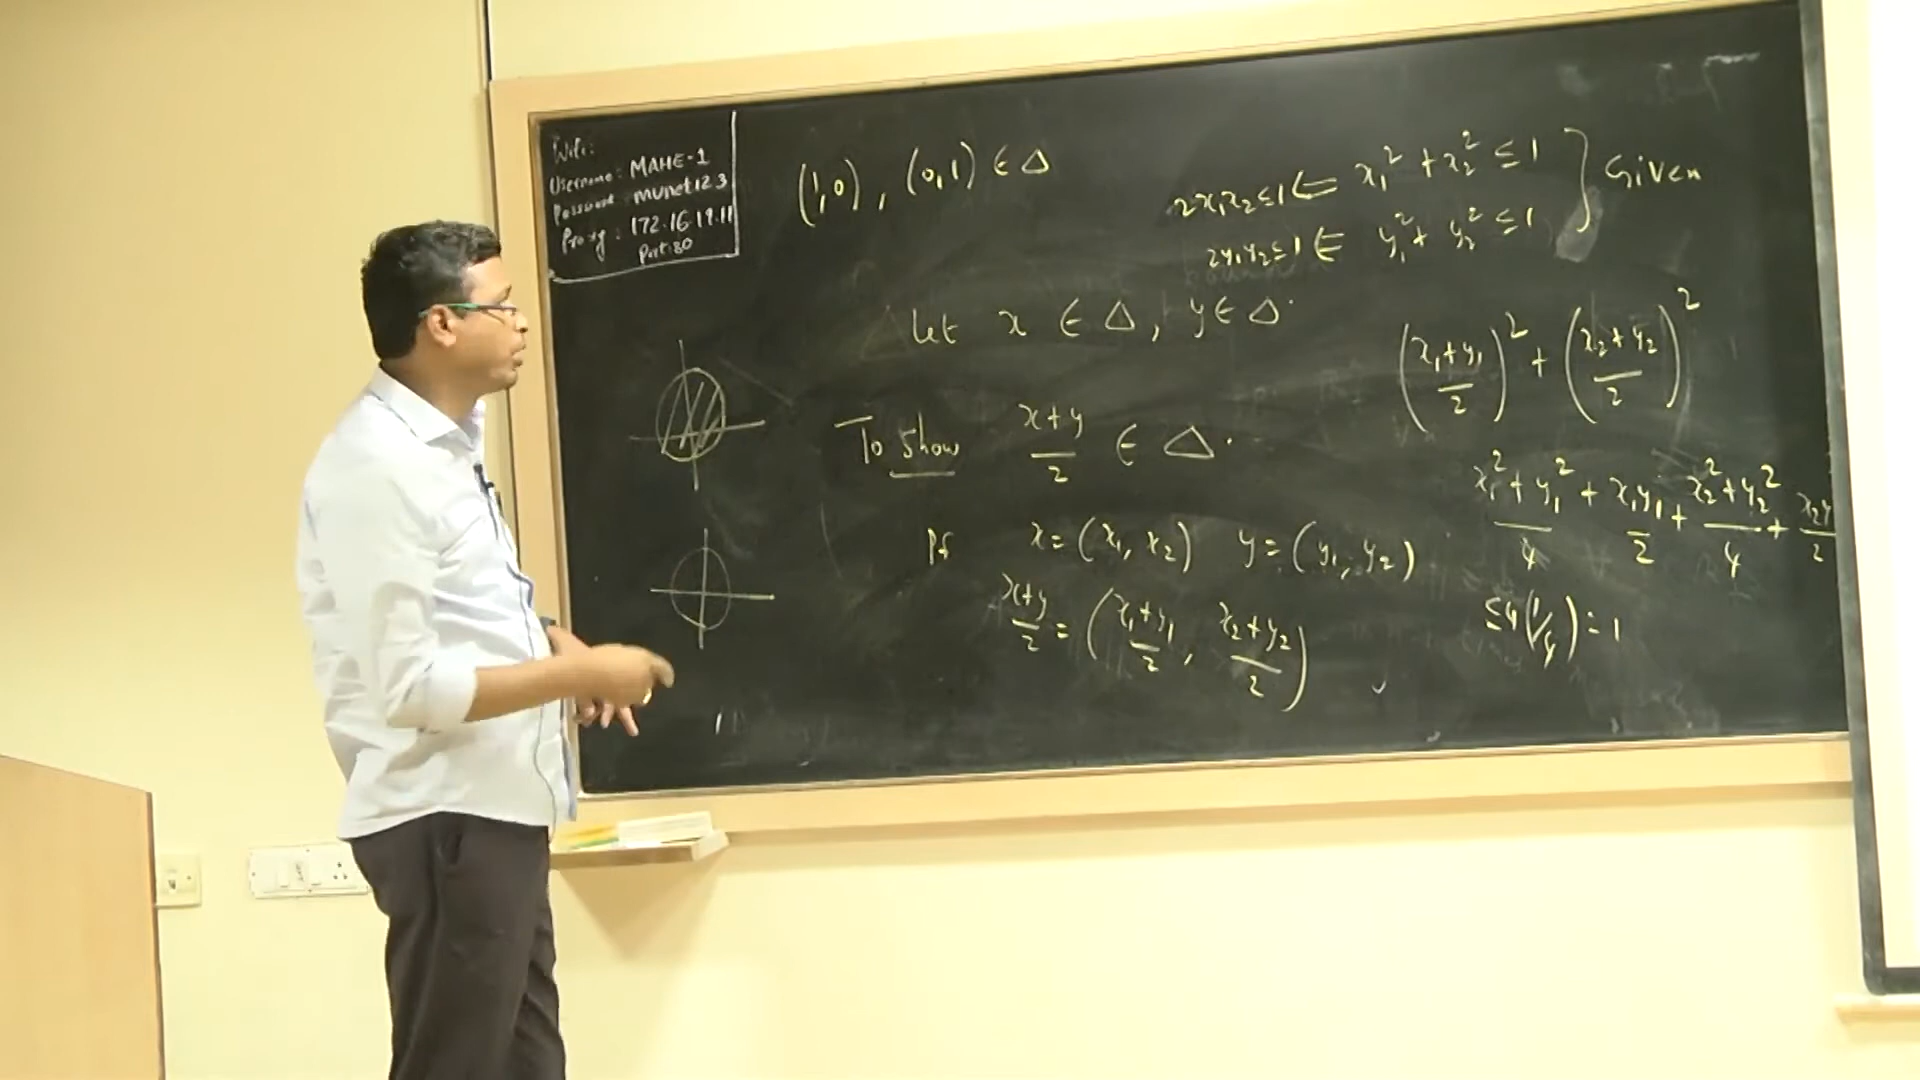 Wifi:
Username: MAHE-1
Password: munet123
Proxy: 172.16.19.11
Port: 80
(1,0), (0,1) ∈ Δ
2x₁x₂ ≤ 1 ⇐ x₁² + x₂² ≤ 1 } Given
2y₁y₂ ≤ 1 ⇐ y₁² + y₂² ≤ 1
Let x ∈ Δ, y ∈ Δ.
To show (x+y)/2 ∈ Δ.
Pf x = (x₁, x₂) y = (y₁, y₂)
(x+y)/2 = ((x₁+y₁)/2, (x₂+y₂)/2)
((x₁+y₁)/2)² + ((x₂+y₂)/2)²
(x₁²+y₁²)/4 + x₁y₁/2 + (x₂²+y₂²)/4 + x₂y/2
≤ 4(1/4) = 1